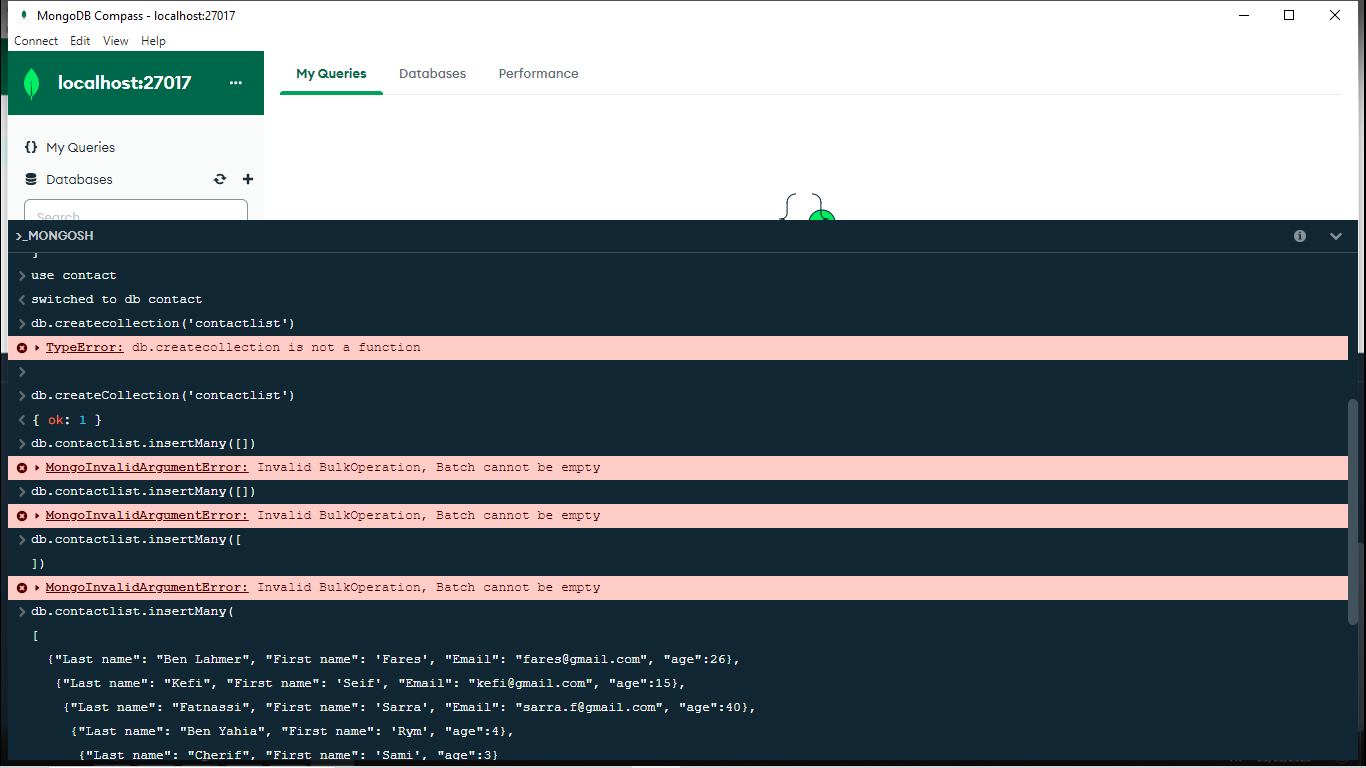 MongoDB Compass - localhost:27017
Connect Edit View Help
localhost:27017 ...
My Queries Databases Performance
{} My Queries
Databases
Search
>_MONGOSH
]
> use contact
< switched to db contact
> db.createcollection('contactlist')
TypeError: db.createcollection is not a function
>
> db.createCollection('contactlist')
< { ok: 1 }
> db.contactlist.insertMany([])
MongoInvalidArgumentError: Invalid BulkOperation, Batch cannot be empty
> db.contactlist.insertMany([])
MongoInvalidArgumentError: Invalid BulkOperation, Batch cannot be empty
> db.contactlist.insertMany([
])
MongoInvalidArgumentError: Invalid BulkOperation, Batch cannot be empty
> db.contactlist.insertMany(
[
{"Last name": "Ben Lahmer", "First name": 'Fares', "Email": "fares@gmail.com", "age":26},
{"Last name": "Kefi", "First name": 'Seif', "Email": "kefi@gmail.com", "age":15},
{"Last name": "Fatnassi", "First name": 'Sarra', "Email": "sarra.f@gmail.com", "age":40},
{"Last name": "Ben Yahia", "First name": 'Rym', "age":4},
{"Last name": "Cherif", "First name": 'Sami', "age":3}